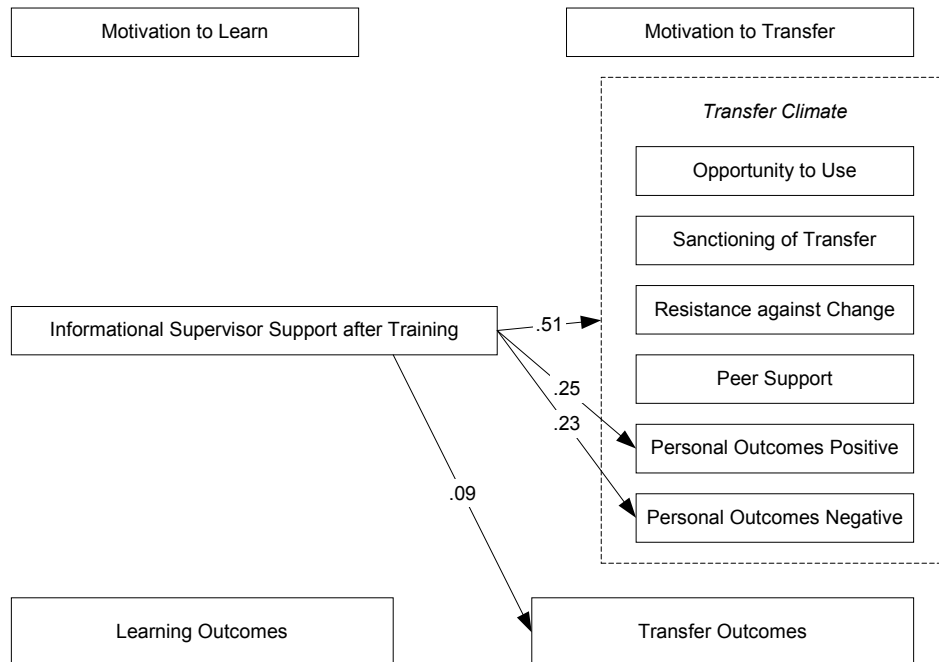 Motivation to Learn
Motivation to Transfer
Transfer Climate
Opportunity to Use
Sanctioning of Transfer
Resistance against Change
Informational Supervisor Support after Training
.51
Peer Support
.25
.23
Personal Outcomes Positive
.09
Personal Outcomes Negative
Learning Outcomes
Transfer Outcomes